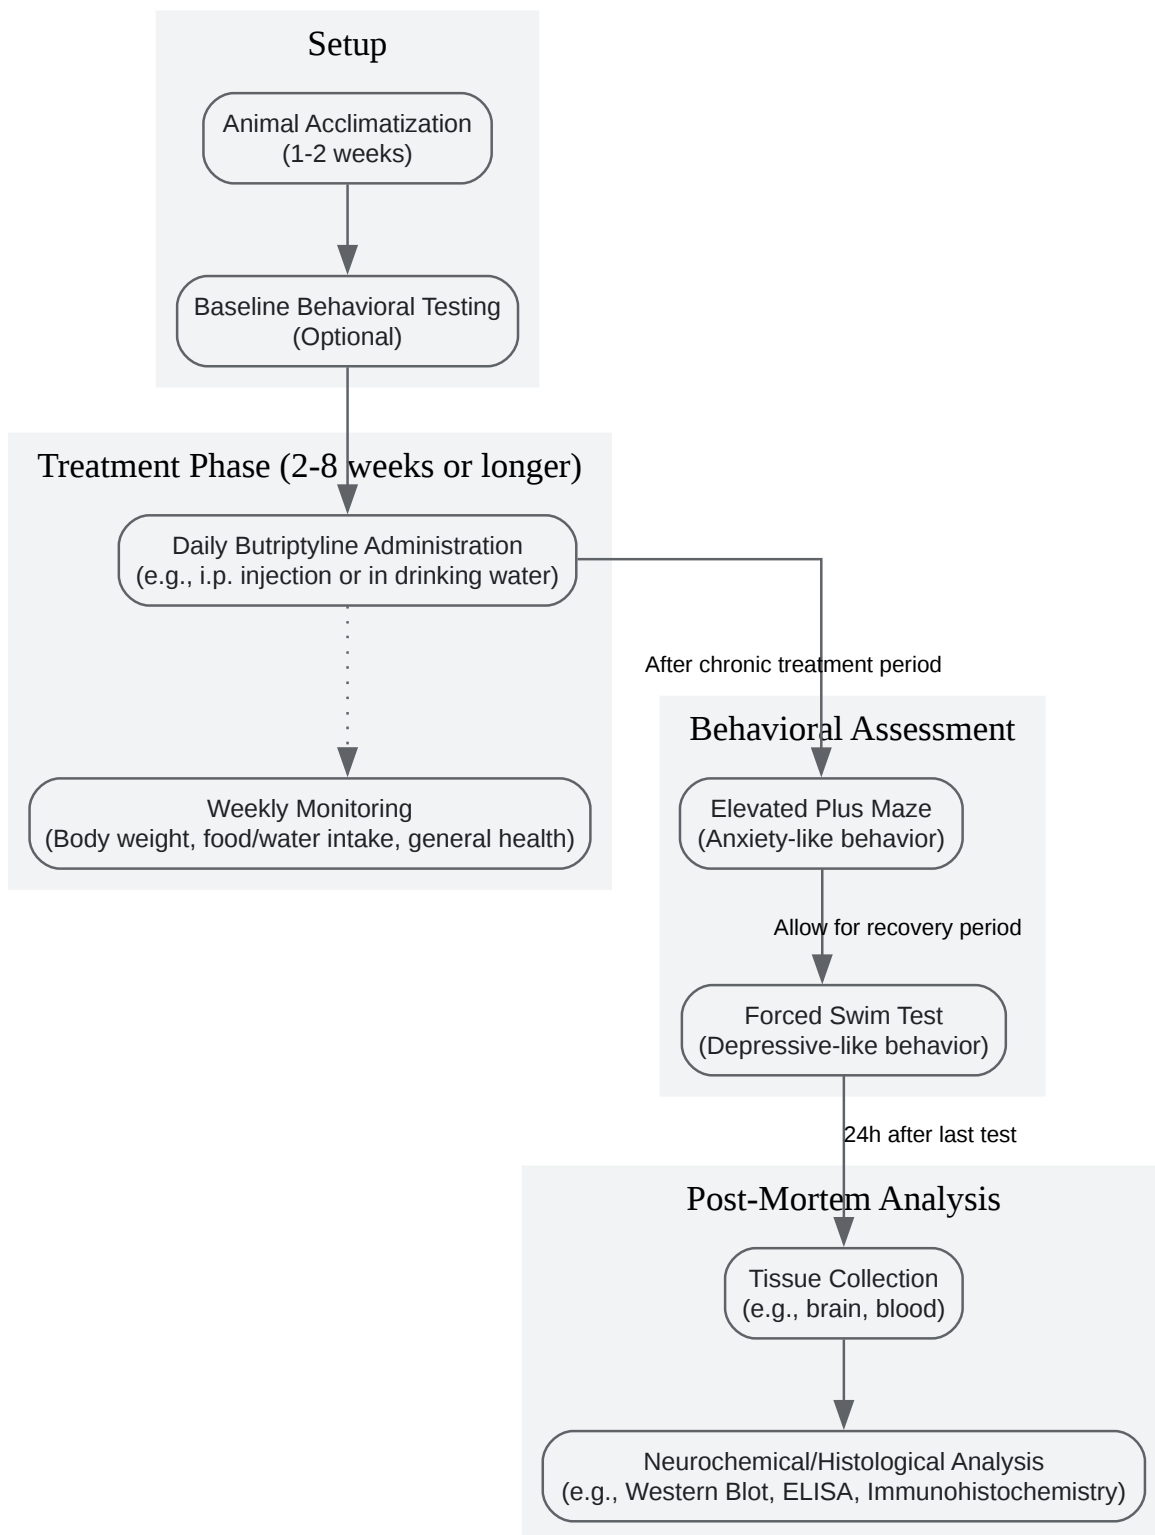 Setup
Animal Acclimatization
(1-2 weeks)
Baseline Behavioral Testing
(Optional)
Treatment Phase (2-8 weeks or longer)
Daily Butriptyline Administration
(e.g., i.p. injection or in drinking water)
After chronic treatment period
Weekly Monitoring
(Body weight, food/water intake, general health)
Behavioral Assessment
Elevated Plus Maze
(Anxiety-like behavior)
Allow for recovery period
Forced Swim Test
(Depressive-like behavior)
24h after last test
Post-Mortem Analysis
Tissue Collection
(e.g., brain, blood)
Neurochemical/Histological Analysis
(e.g., Western Blot, ELISA, Immunohistochemistry)